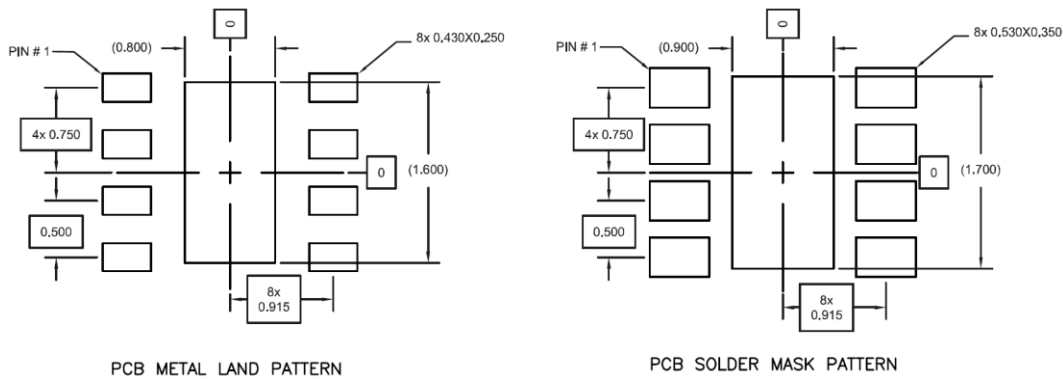 0
PIN # 1
(0.800)
8x 0.430X0.250
4x 0.750
(1.600)
0
0.500
8x
0.915
PCB METAL LAND PATTERN
0
PIN # 1
(0.900)
8x 0.530X0.350
4x 0.750
0
(1.700)
0.500
8x
0.915
PCB SOLDER MASK PATTERN